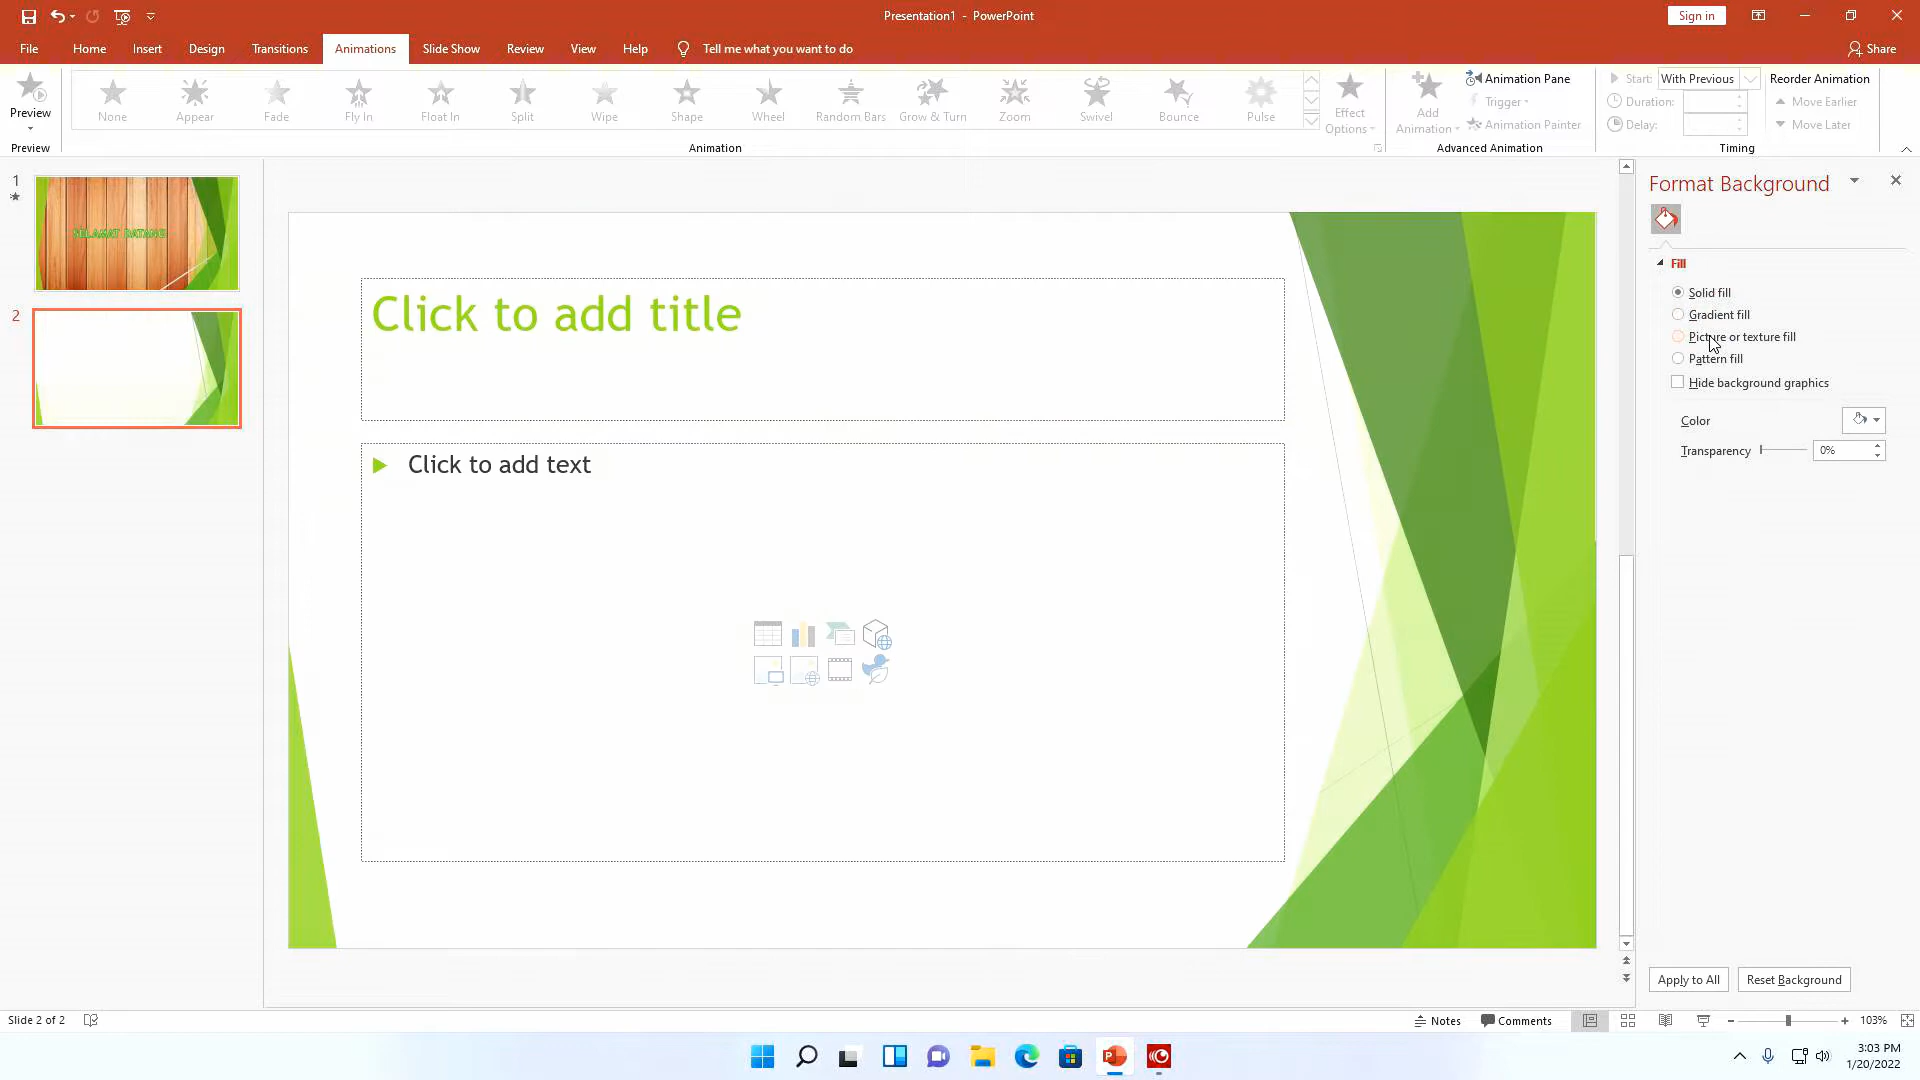 Presentation1 - PowerPoint
Sign in
File Home Insert Design Transitions Animations Slide Show Review View Help Tell me what you want to do Share
Preview
None Appear Fade Fly In Float In Split Wipe Shape Wheel Random Bars Grow & Turn Zoom Swivel Bounce Pulse
Effect
Options
Add
Animation
Animation Pane
Trigger
Animation Painter
Start: With Previous
Duration:
Delay:
Reorder Animation
Move Earlier
Move Later
Preview Animation Advanced Animation Timing
1
SELAMAT DATANG
2
Click to add title
Click to add text
Format Background
Fill
Solid fill
Gradient fill
Picture or texture fill
Pattern fill
Hide background graphics
Color
Transparency 0%
Apply to All Reset Background
Slide 2 of 2 Notes Comments 103%
3:03 PM
1/20/2022